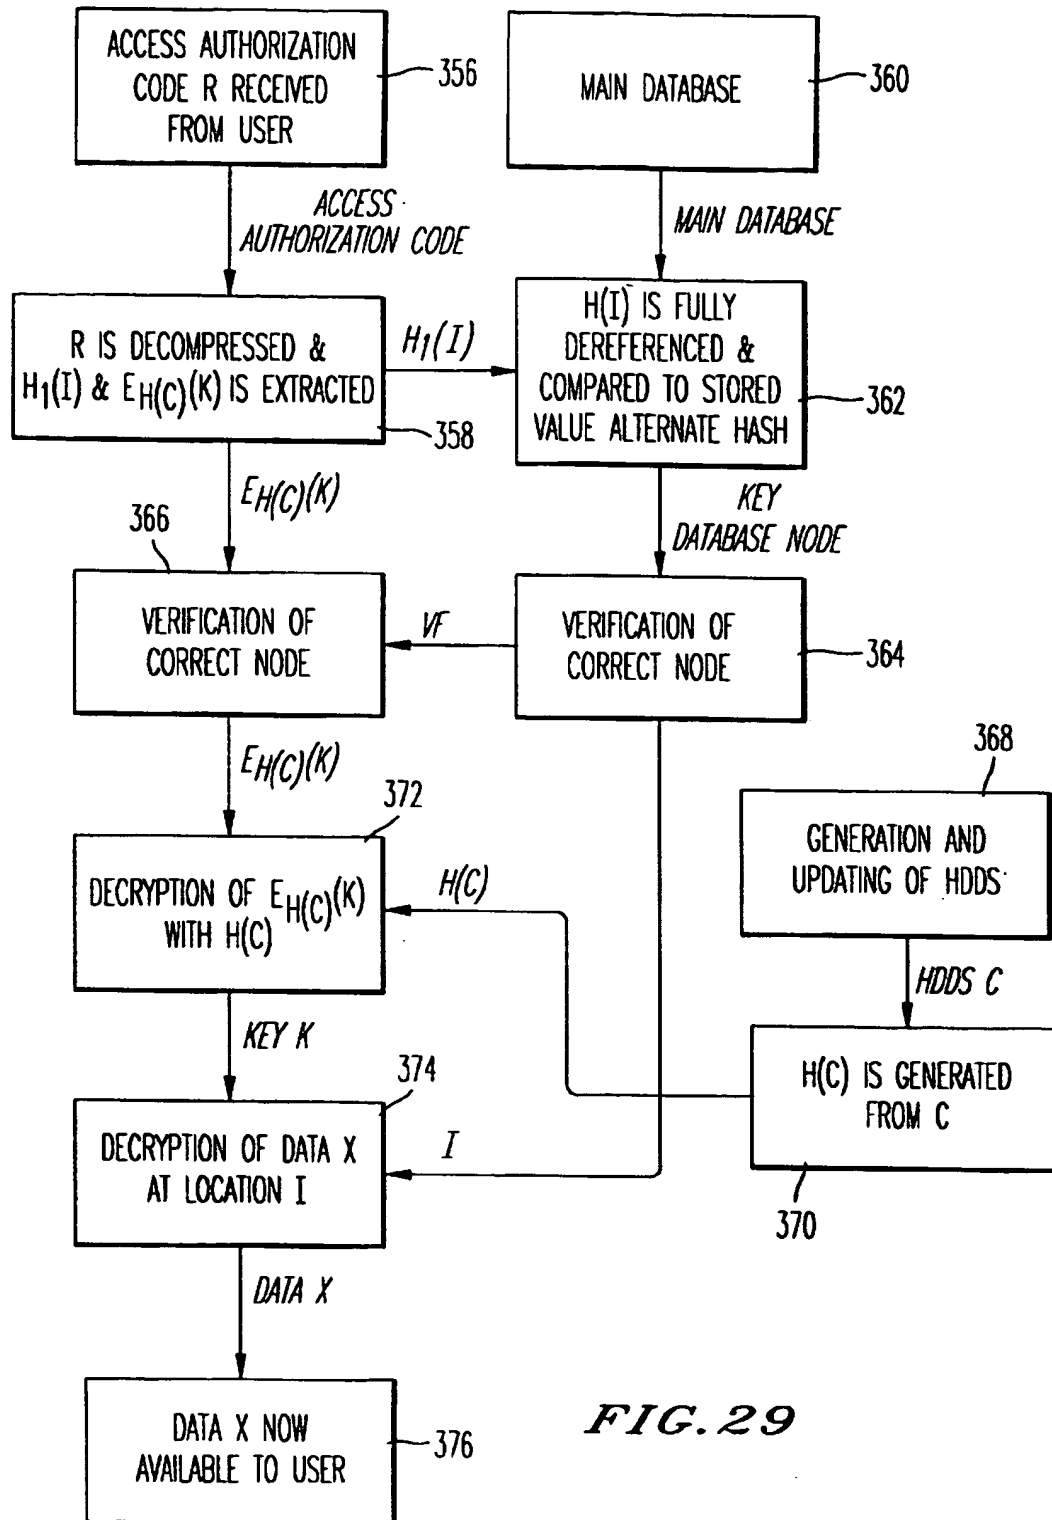 ACCESS AUTHORIZATION
CODE R RECEIVED
FROM USER
356
MAIN DATABASE
360
ACCESS
AUTHORIZATION CODE
MAIN DATABASE
R IS DECOMPRESSED &
H1(I) & EH(C)(K) IS EXTRACTED
358
H1(I)
H(I) IS FULLY
DEREFERENCED &
COMPARED TO STORED
VALUE ALTERNATE HASH
362
EH(C)(K)
KEY
DATABASE NODE
366
VERIFICATION OF
CORRECT NODE
VF
VERIFICATION OF
CORRECT NODE
364
EH(C)(K)
368
GENERATION AND
UPDATING OF HDDS
372
DECRYPTION OF EH(C)(K)
WITH H(C)
H(C)
HDDS C
KEY K
H(C) IS GENERATED
FROM C
370
374
DECRYPTION OF DATA X
AT LOCATION I
I
DATA X
DATA X NOW
AVAILABLE TO USER
376
FIG.29